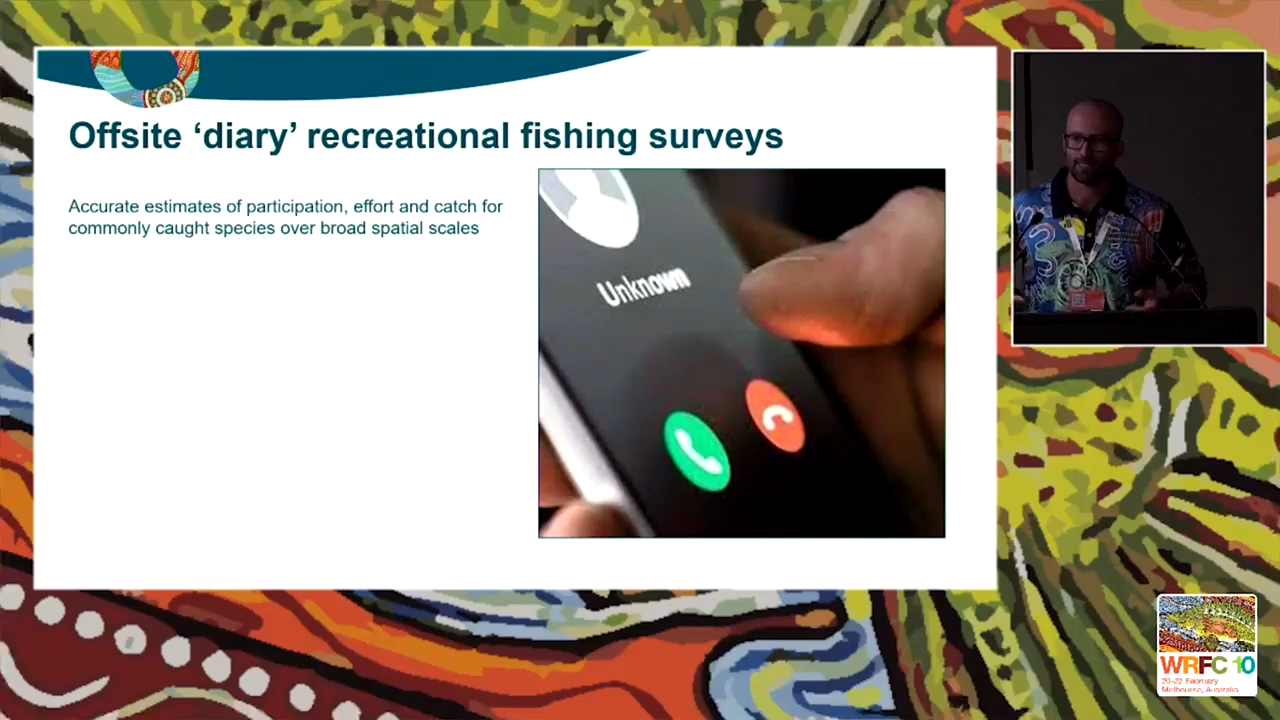 Offsite ‘diary’ recreational fishing surveys
Accurate estimates of participation, effort and catch for
commonly caught species over broad spatial scales
Unknown
WRFC 10
20-22 February
Melbourne, Australia